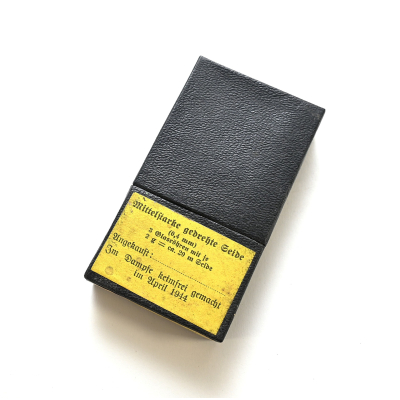 Mittelstarke gedrehte Seide
(0,4 mm)
5 Glasröhren mit je
2 g = ca. 20 m Seide
Angekauft:
Im Dampfe keimfrei gemacht
im April 1944